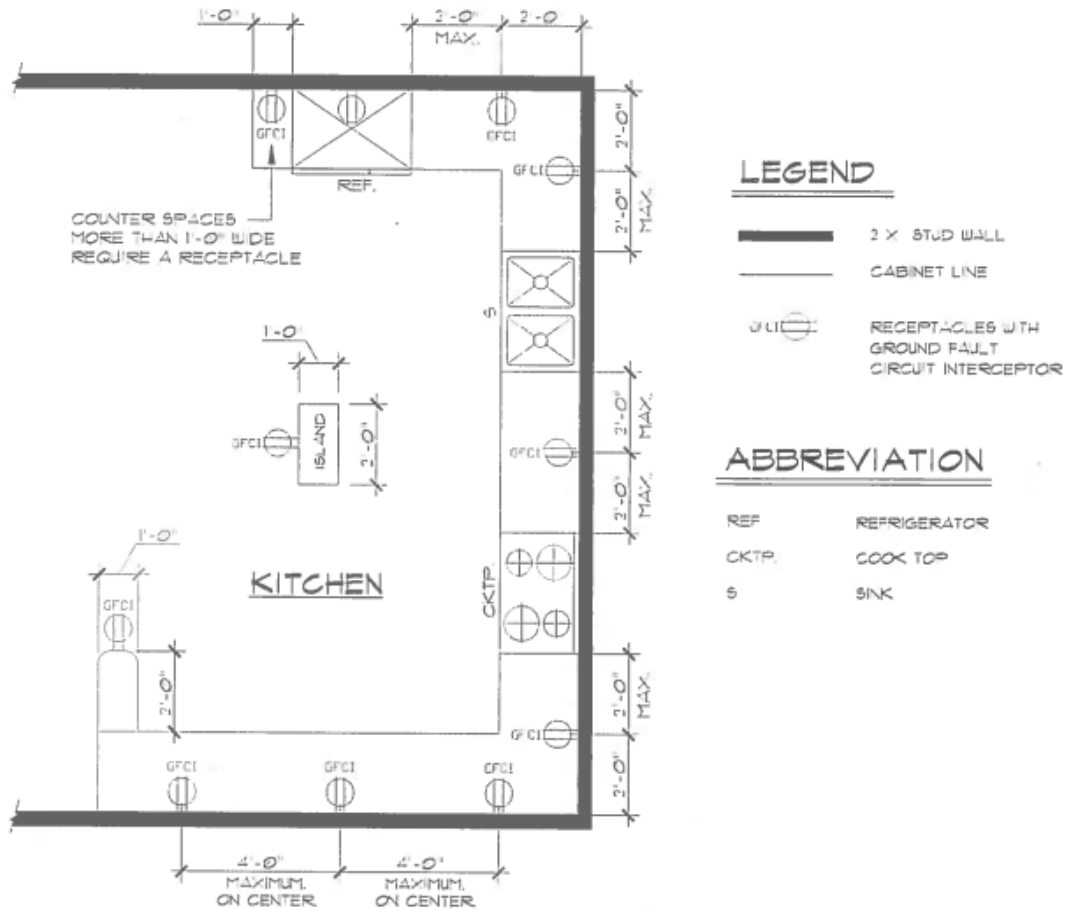 1'-0"
2'-0"
MAX.
2'-0
GFCI
GFCI
2'-0"
GFCI
2'-0"
MAX.
REF.
COUNTER SPACES
MORE THAN 1'-0" WIDE
REQUIRE A RECEPTACLE
S
1'-0"
GFCI
ISLAND
2'-0"
2'-0"
MAX.
GFCI
2'-0"
MAX.
1'-0"
GFCI
KITCHEN
CKTP.
2'-0"
2'-0"
MAX.
GFCI
2'-0"
GFCI
GFCI
GFCI
4'-0"
MAXIMUM.
ON CENTER
4'-0"
MAXIMUM.
ON CENTER
LEGEND
2 X STUD WALL
CABINET LINE
GFCI
RECEPTACLES WITH
GROUND FAULT
CIRCUIT INTERCEPTOR
ABBREVIATION
REF REFRIGERATOR
CKTP. COOK TOP
S SINK